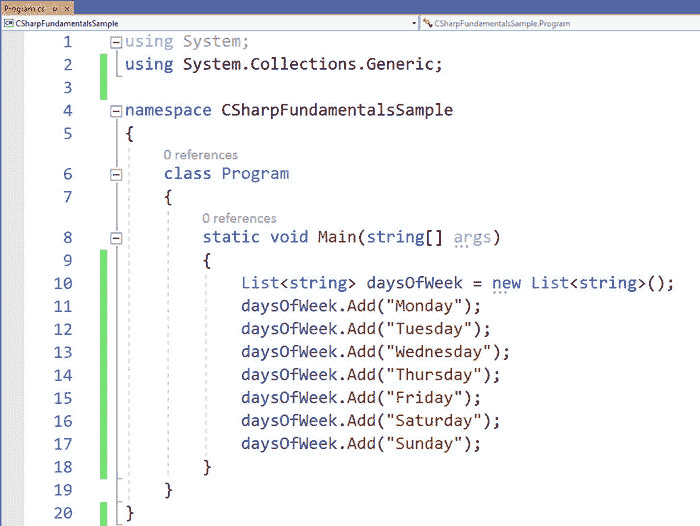 Program.cs
CSharpFundamentalsSample CSharpFundamentalsSample.Program
1 using System;
2 using System.Collections.Generic;
3
4 namespace CSharpFundamentalsSample
5 {
0 references
6 class Program
7 {
0 references
8 static void Main(string[] args)
9 {
10 List<string> daysOfWeek = new List<string>();
11 daysOfWeek.Add("Monday");
12 daysOfWeek.Add("Tuesday");
13 daysOfWeek.Add("Wednesday");
14 daysOfWeek.Add("Thursday");
15 daysOfWeek.Add("Friday");
16 daysOfWeek.Add("Saturday");
17 daysOfWeek.Add("Sunday");
18 }
19 }
20 }